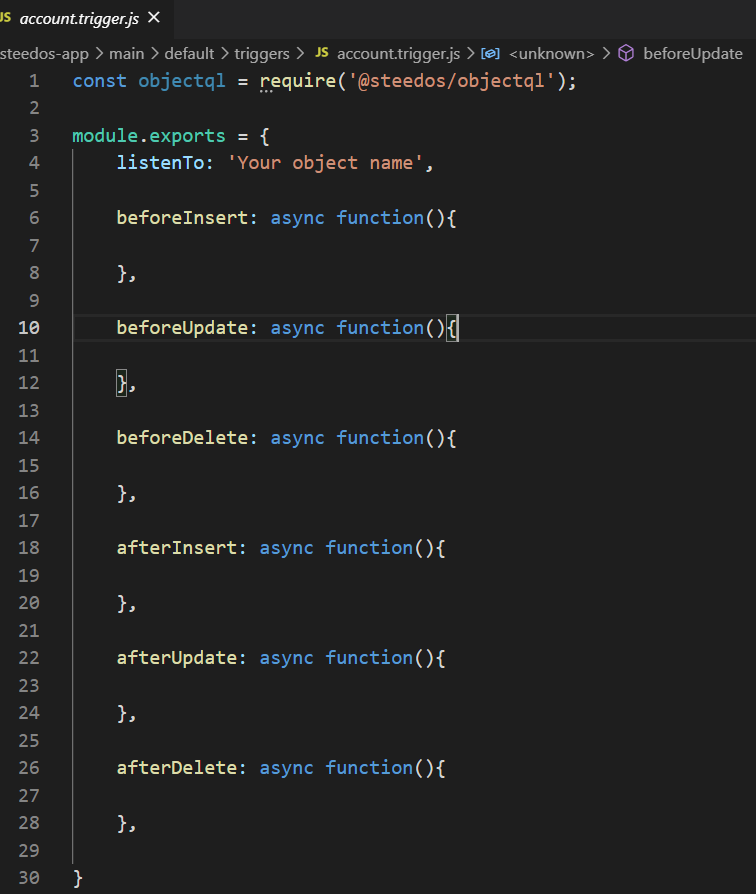 JS account.trigger.js ×
steedos-app > main > default > triggers > JS account.trigger.js > <unknown> > beforeUpdate
1 const objectql = require('@steedos/objectql');
2
3 module.exports = {
4 listenTo: 'Your object name',
5
6 beforeInsert: async function(){
7
8 },
9
10 beforeUpdate: async function(){
11
12 },
13
14 beforeDelete: async function(){
15
16 },
17
18 afterInsert: async function(){
19
20 },
21
22 afterUpdate: async function(){
23
24 },
25
26 afterDelete: async function(){
27
28 },
29
30 }